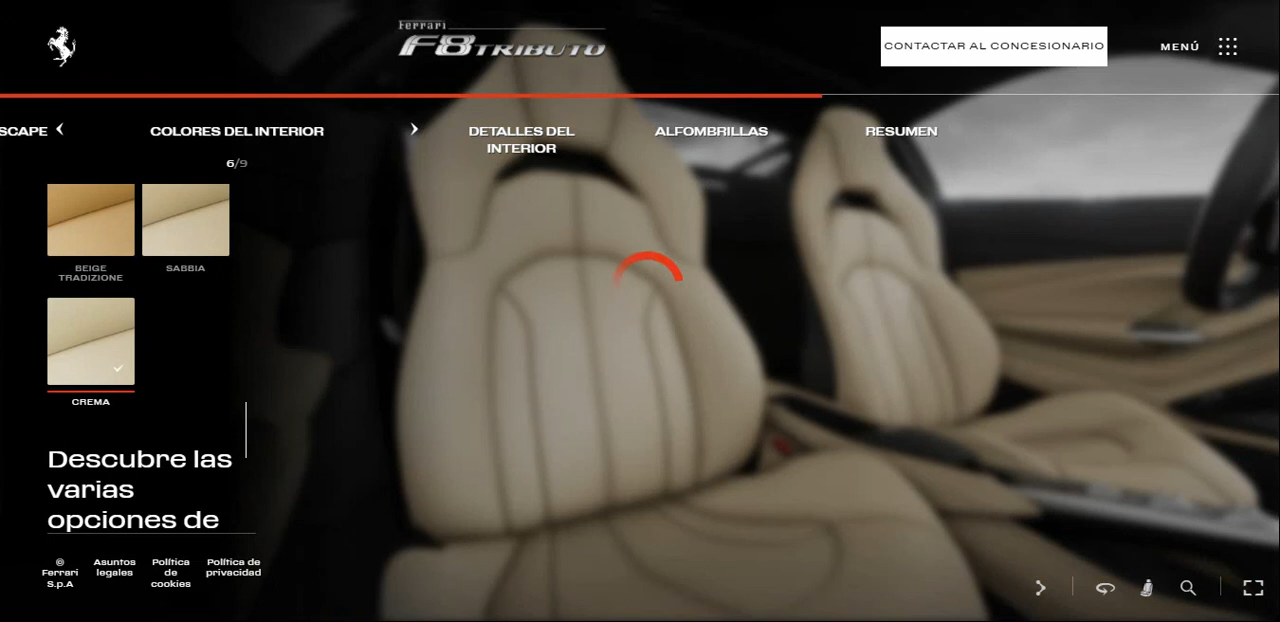 Ferrari
F8 TRIBUTO
CONTACTAR AL CONCESIONARIO
MENÚ
SCAPE
COLORES DEL INTERIOR
DETALLES DEL
INTERIOR
ALFOMBRILLAS
RESUMEN
6/9
BEIGE
TRADIZIONE
SABBIA
CREMA
Descubre las
varias
opciones de
©
Ferrari
S.p.A
Asuntos
legales
Política
de
cookies
Política de
privacidad